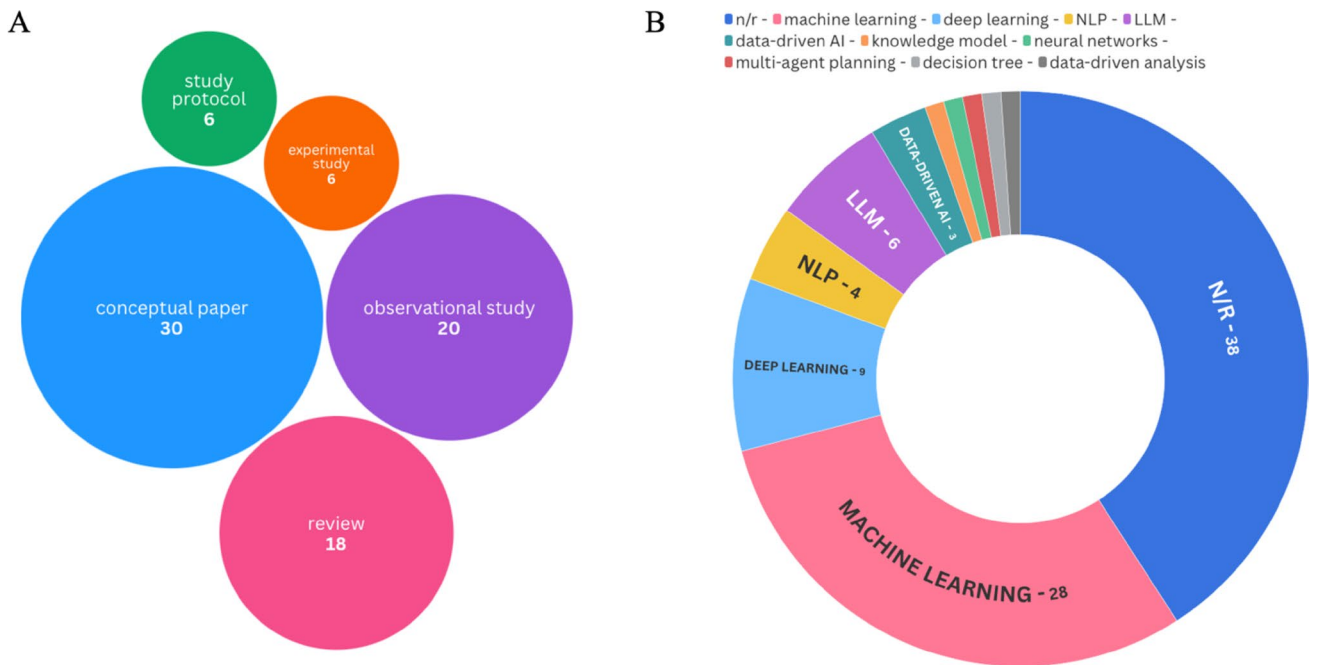 A
study
protocol
6
experimental
study
6
conceptual paper
30
observational study
20
review
18
B
n/r - machine learning - deep learning - NLP - LLM -
data-driven AI - knowledge model - neural networks -
multi-agent planning - decision tree - data-driven analysis
N/R - 38
MACHINE LEARNING - 28
DEEP LEARNING - 9
NLP - 4
LLM - 6
DATA-DRIVEN AI - 3